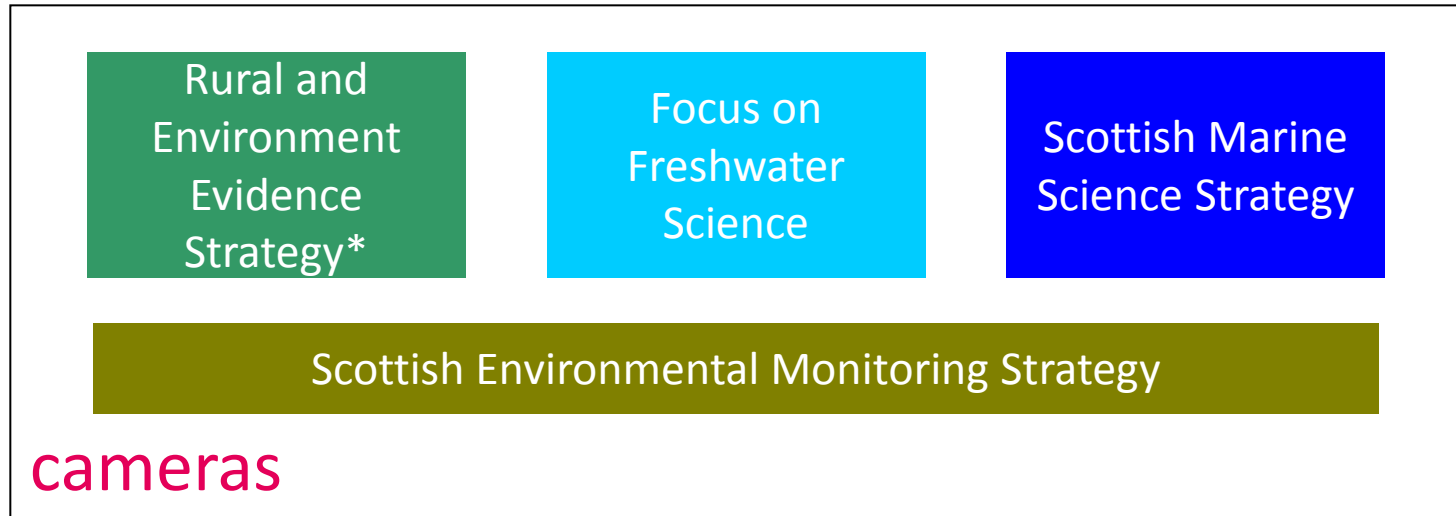 Rural and
Environment
Evidence
Strategy*
Focus on
Freshwater
Science
Scottish Marine
Science Strategy
Scottish Environmental Monitoring Strategy
cameras